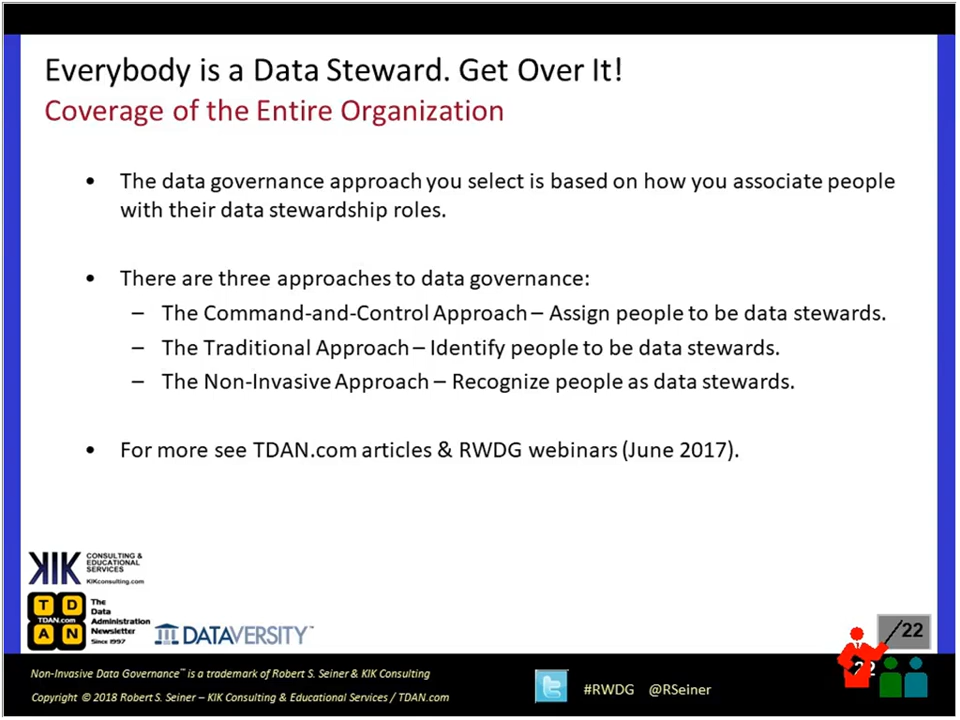 Everybody is a Data Steward. Get Over It!
Coverage of the Entire Organization
• The data governance approach you select is based on how you associate people
with their data stewardship roles.
• There are three approaches to data governance:
– The Command-and-Control Approach – Assign people to be data stewards.
– The Traditional Approach – Identify people to be data stewards.
– The Non-Invasive Approach – Recognize people as data stewards.
• For more see TDAN.com articles & RWDG webinars (June 2017).
KIK
CONSULTING &
EDUCATIONAL
SERVICES
KIKconsulting.com
T D
TDAN.com
A N
The
Data
Administration
Newsletter
Since 1997
DATAVERSITY™
/22
22
Non-Invasive Data Governance™ is a trademark of Robert S. Seiner & KIK Consulting
Copyright © 2018 Robert S. Seiner – KIK Consulting & Educational Services / TDAN.com
#RWDG @RSeiner